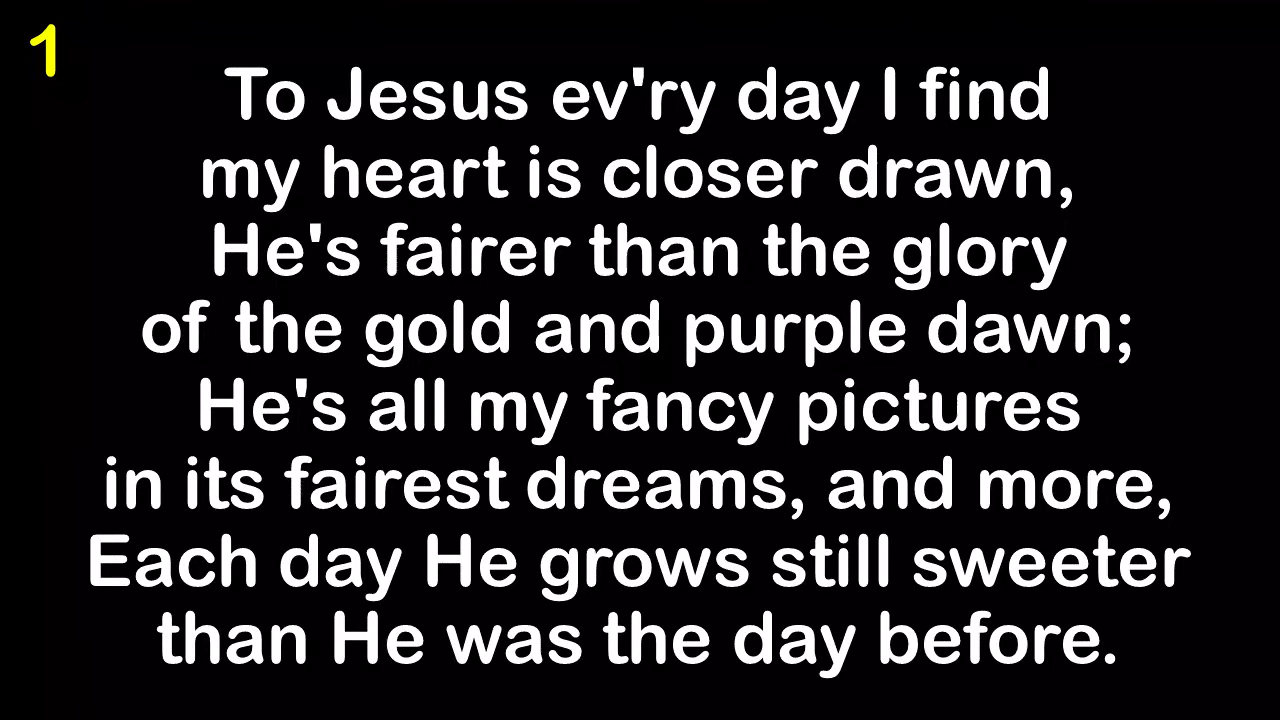 1
To Jesus ev'ry day I find
my heart is closer drawn,
He's fairer than the glory
of the gold and purple dawn;
He's all my fancy pictures
in its fairest dreams, and more,
Each day He grows still sweeter
than He was the day before.